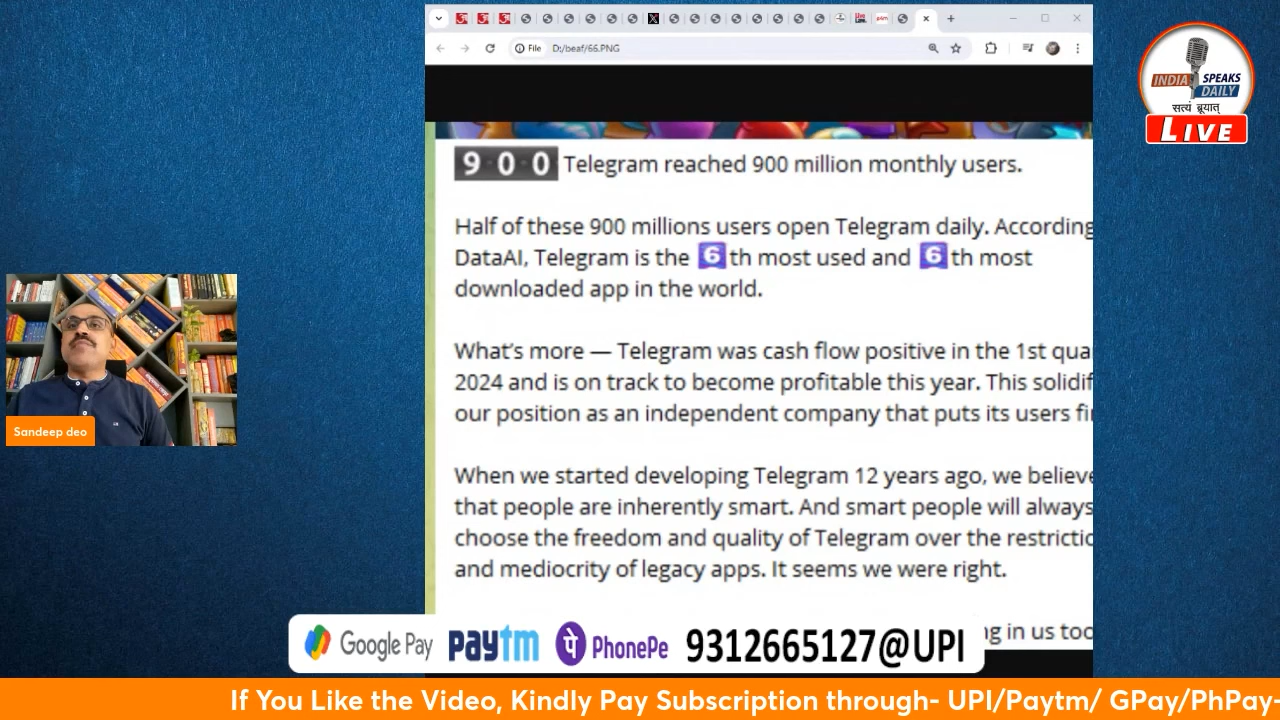 File D:/beaf/66.PNG
INDIA SPEAKS
DAILY
सत्यं ब्रूयात्
LIVE
900 Telegram reached 900 million monthly users.
Half of these 900 millions users open Telegram daily. According
DataAI, Telegram is the 6th most used and 6th most
downloaded app in the world.
What's more — Telegram was cash flow positive in the 1st qua
2024 and is on track to become profitable this year. This solidif
our position as an independent company that puts its users fi
When we started developing Telegram 12 years ago, we believe
that people are inherently smart. And smart people will always
choose the freedom and quality of Telegram over the restrictio
and mediocrity of legacy apps. It seems we were right.
ng in us too
Sandeep deo
Google Pay paytm PhonePe 9312665127@UPI
If You Like the Video, Kindly Pay Subscription through- UPI/Paytm/ GPay/PhPay-